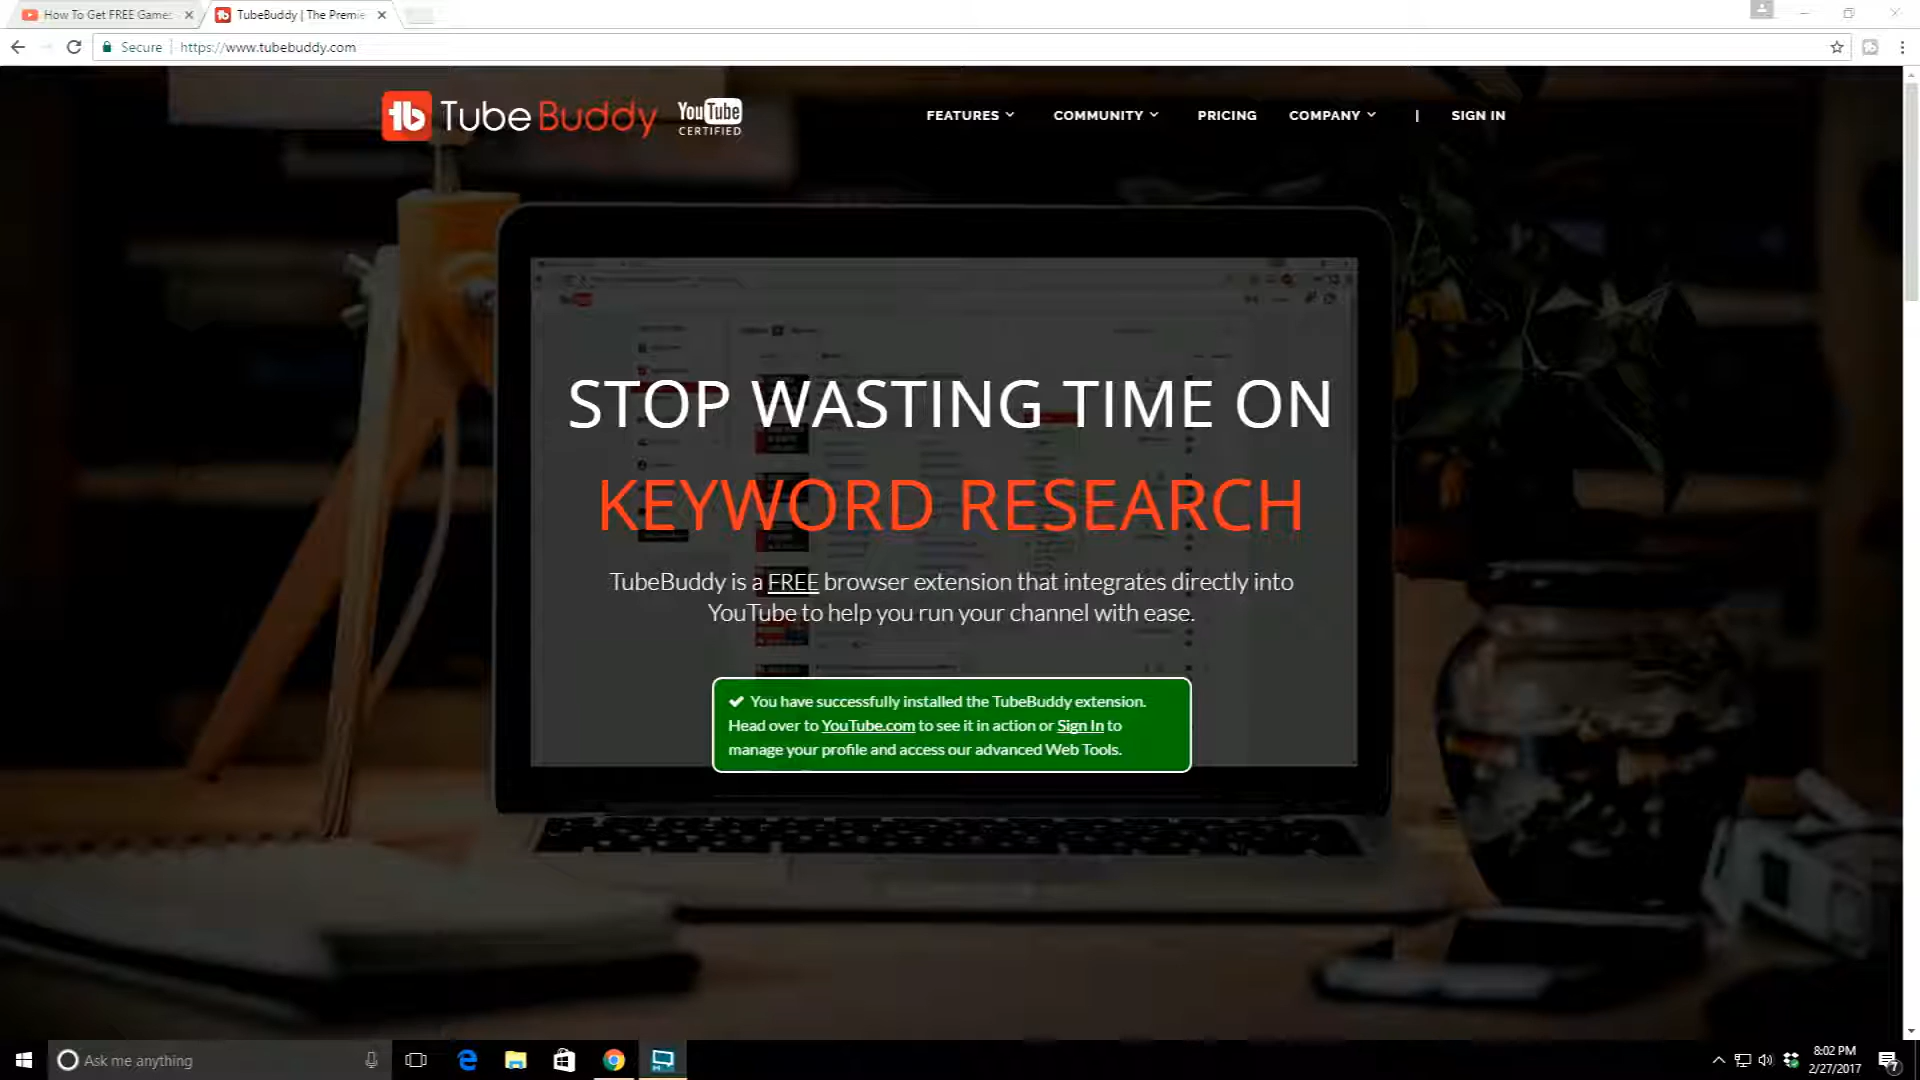 How To Get FREE Games
TubeBuddy | The Premie
Secure
https://www.tubebuddy.com
TubeBuddy
YouTube
CERTIFIED
FEATURES
COMMUNITY
PRICING
COMPANY
|
SIGN IN
STOP WASTING TIME ON
KEYWORD RESEARCH
TubeBuddy is a FREE browser extension that integrates directly into
YouTube to help you run your channel with ease.
You have successfully installed the TubeBuddy extension.
Head over to YouTube.com to see it in action or Sign In to
manage your profile and access our advanced Web Tools.
Ask me anything
8:02 PM
2/27/2017
7